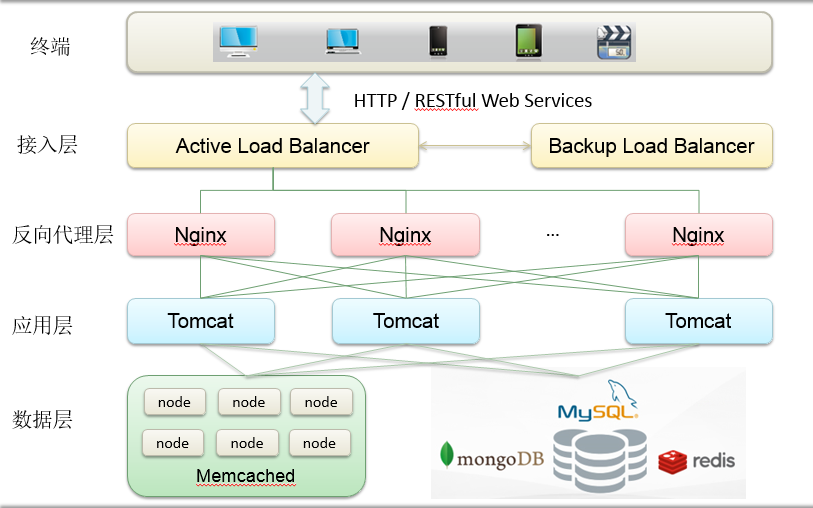 终端
HTTP / RESTful Web Services
接入层
Active Load Balancer
Backup Load Balancer
反向代理层
Nginx
Nginx
...
Nginx
应用层
Tomcat
Tomcat
Tomcat
数据层
node
node
node
node
node
node
Memcached
MySQL
mongoDB
redis